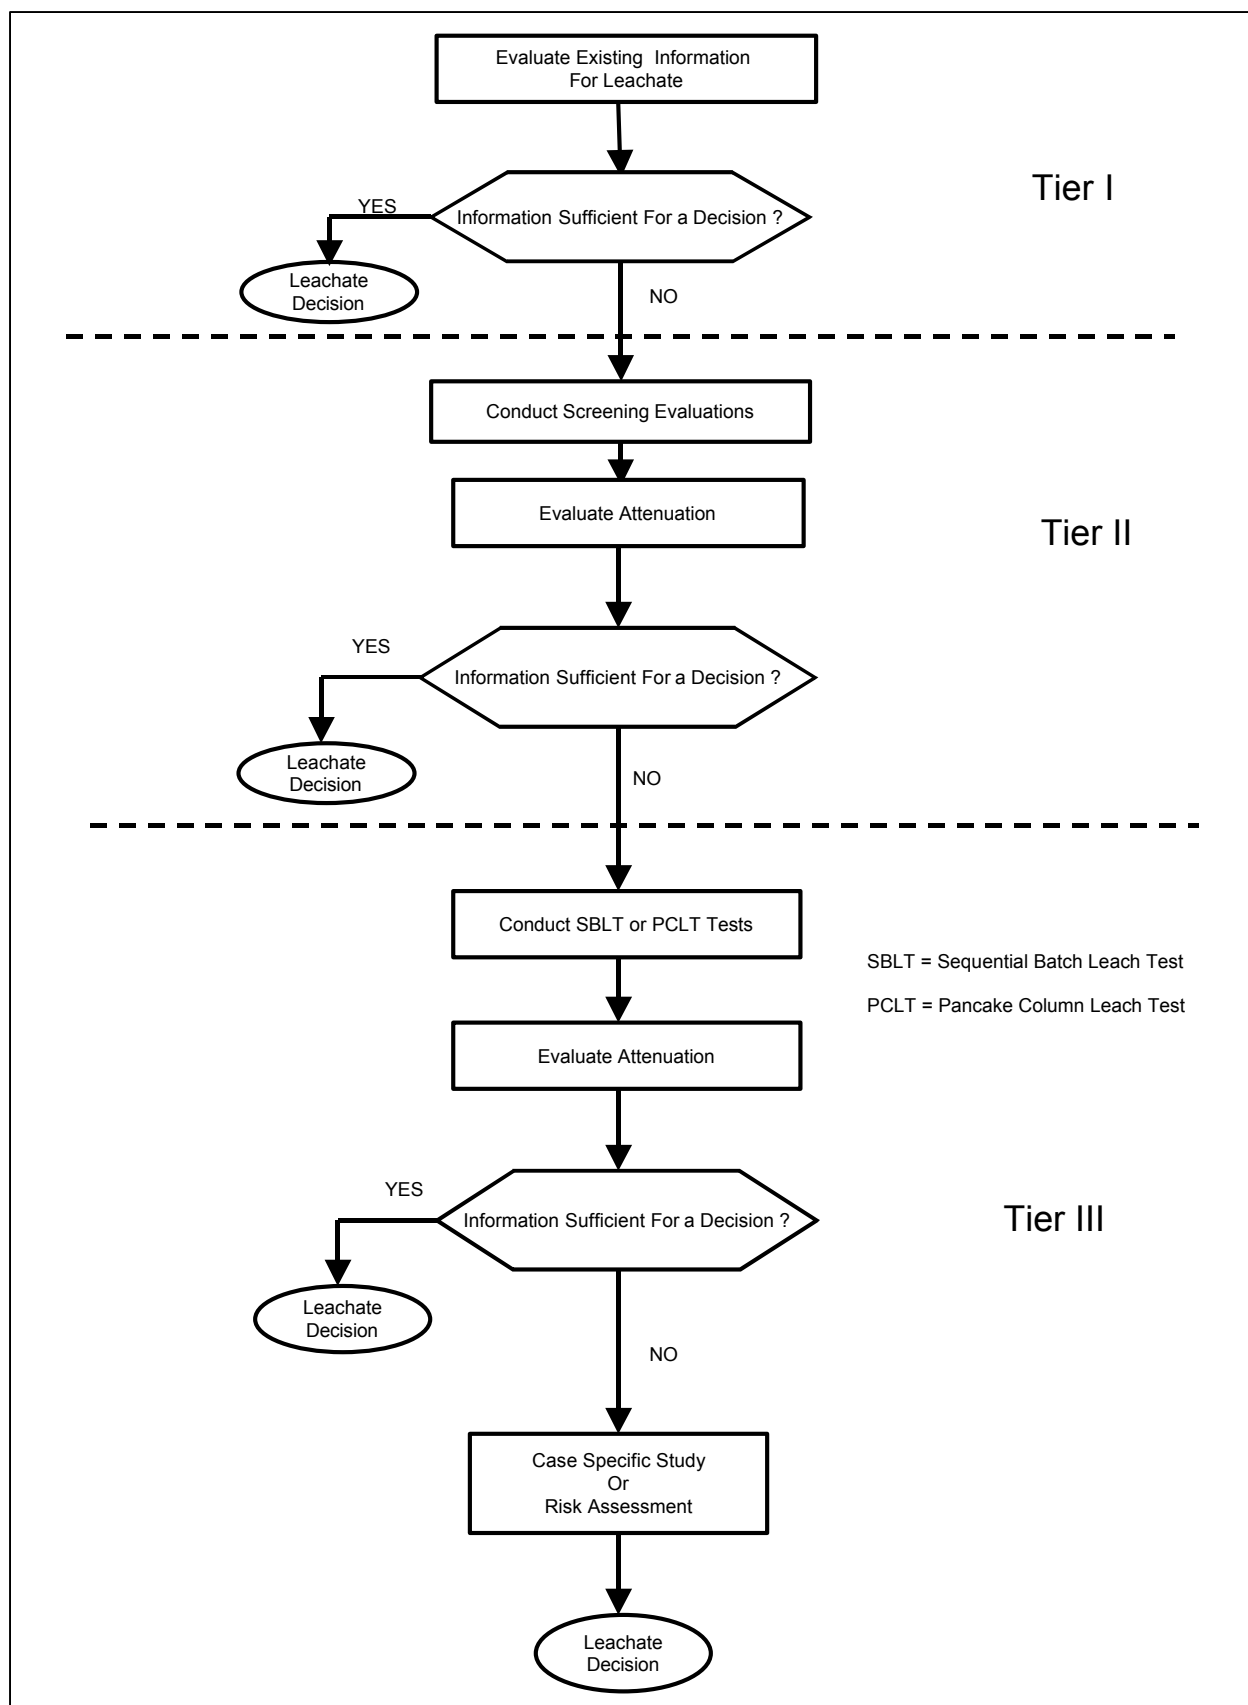 Evaluate Existing Information
For Leachate
Tier I
YES
Information Sufficient For a Decision ?
Leachate
Decision
NO
Conduct Screening Evaluations
Evaluate Attenuation
Tier II
YES
Information Sufficient For a Decision ?
Leachate
Decision
NO
Conduct SBLT or PCLT Tests
SBLT = Sequential Batch Leach Test
PCLT = Pancake Column Leach Test
Evaluate Attenuation
YES
Information Sufficient For a Decision ?
Tier III
Leachate
Decision
NO
Case Specific Study
Or
Risk Assessment
Leachate
Decision